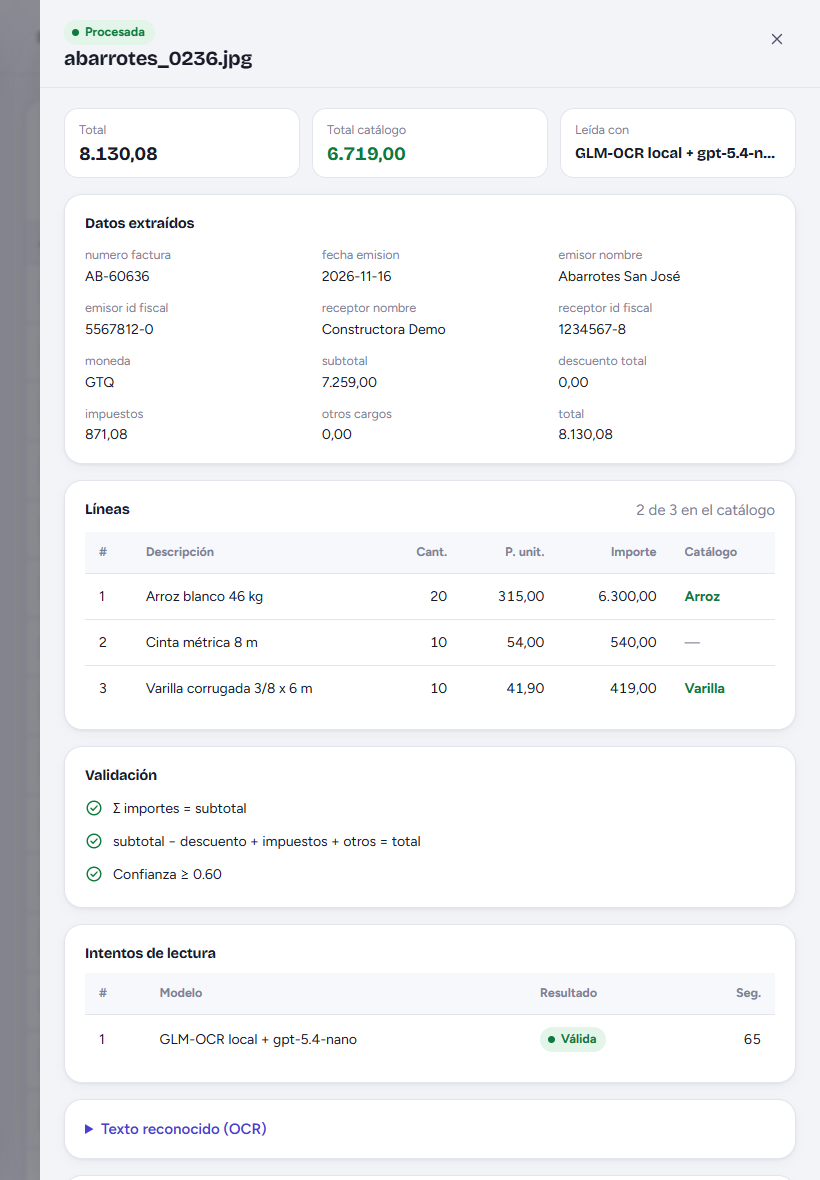 Procesada
abarrotes_0236.jpg
Total
8.130,08
Total catálogo
6.719,00
Leída con
GLM-OCR local + gpt-5.4-n...
Datos extraídos
numero factura
AB-60636
fecha emision
2026-11-16
emisor nombre
Abarrotes San José
emisor id fiscal
5567812-0
receptor nombre
Constructora Demo
receptor id fiscal
1234567-8
moneda
GTQ
subtotal
7.259,00
descuento total
0,00
impuestos
871,08
otros cargos
0,00
total
8.130,08
Líneas
2 de 3 en el catálogo
# Descripción Cant. P. unit. Importe Catálogo
1 Arroz blanco 46 kg 20 315,00 6.300,00 Arroz
2 Cinta métrica 8 m 10 54,00 540,00 —
3 Varilla corrugada 3/8 x 6 m 10 41,90 419,00 Varilla
Validación
Σ importes = subtotal
subtotal − descuento + impuestos + otros = total
Confianza ≥ 0.60
Intentos de lectura
# Modelo Resultado Seg.
1 GLM-OCR local + gpt-5.4-nano Válida 65
Texto reconocido (OCR)